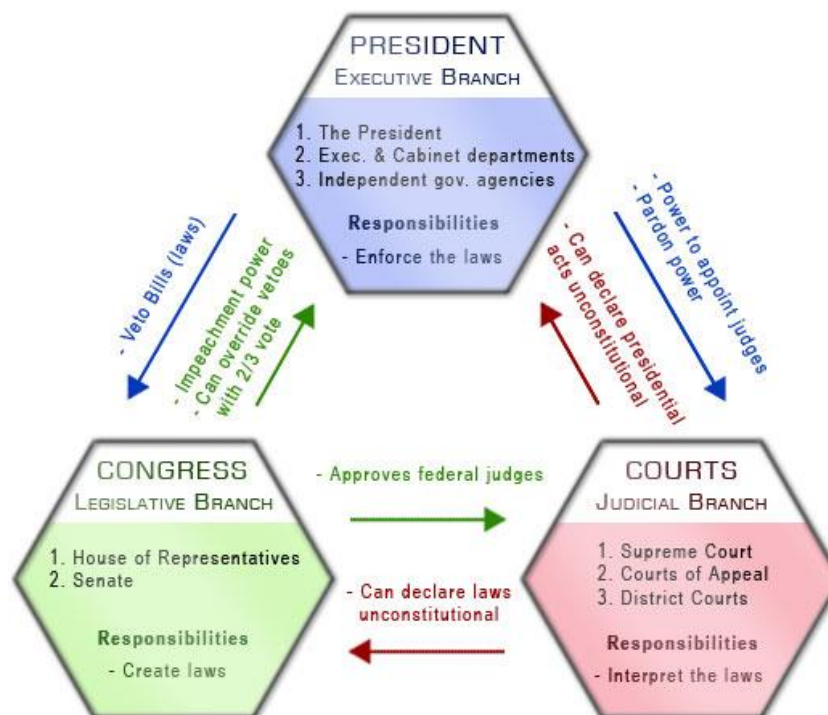 PRESIDENT
EXECUTIVE BRANCH
1. The President
2. Exec. & Cabinet departments
3. Independent gov. agencies
Responsibilities
- Enforce the laws
- Veto Bills (laws)
- Impeachment power
- Can override vetoes
with 2/3 vote
- Can declare presidential
acts unconstitutional
- Power to appoint judges
- Pardon power
CONGRESS
LEGISLATIVE BRANCH
1. House of Representatives
2. Senate
Responsibilities
- Create laws
- Approves federal judges
- Can declare laws
unconstitutional
COURTS
JUDICIAL BRANCH
1. Supreme Court
2. Courts of Appeal
3. District Courts
Responsibilities
- Interpret the laws